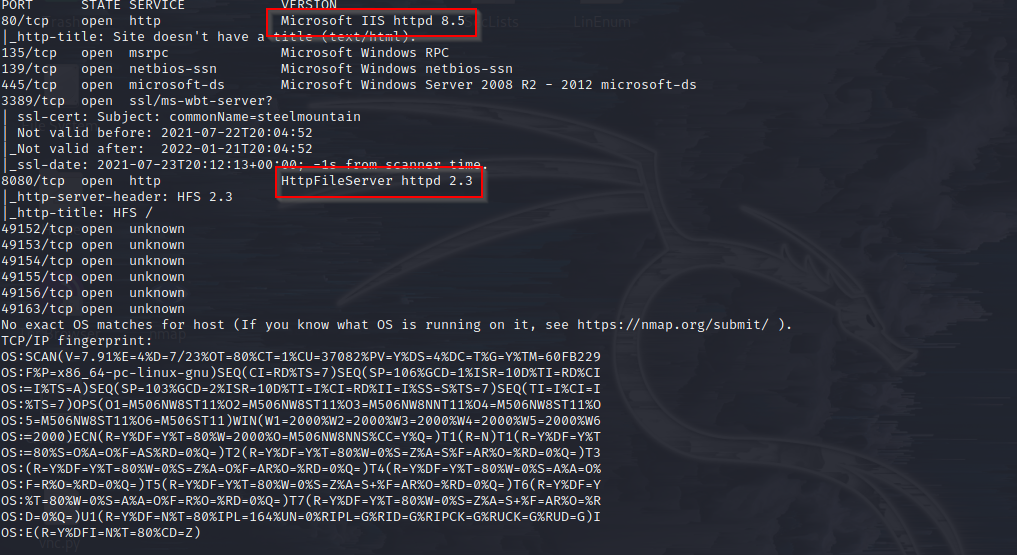 PORT STATE SERVICE VERSION
80/tcp open http Microsoft IIS httpd 8.5
|_http-title: Site doesn't have a title (text/html).
135/tcp open msrpc Microsoft Windows RPC
139/tcp open netbios-ssn Microsoft Windows netbios-ssn
445/tcp open microsoft-ds Microsoft Windows Server 2008 R2 - 2012 microsoft-ds
3389/tcp open ssl/ms-wbt-server?
| ssl-cert: Subject: commonName=steelmountain
| Not valid before: 2021-07-22T20:04:52
|_Not valid after: 2022-01-21T20:04:52
|_ssl-date: 2021-07-23T20:12:13+00:00; -1s from scanner time.
8080/tcp open http HttpFileServer httpd 2.3
|_http-server-header: HFS 2.3
|_http-title: HFS /
49152/tcp open unknown
49153/tcp open unknown
49154/tcp open unknown
49155/tcp open unknown
49156/tcp open unknown
49163/tcp open unknown
No exact OS matches for host (If you know what OS is running on it, see https://nmap.org/submit/ ).
TCP/IP fingerprint:
OS:SCAN(V=7.91%E=4%D=7/23%OT=80%CT=1%CU=37082%PV=Y%DS=4%DC=T%G=Y%TM=60FB229
OS:F%P=x86_64-pc-linux-gnu)SEQ(CI=RD%TS=7)SEQ(SP=106%GCD=1%ISR=10D%TI=RD%CI
OS:=I%TS=A)SEQ(SP=103%GCD=2%ISR=10D%TI=I%CI=RD%II=I%SS=S%TS=7)SEQ(TI=I%CI=I
OS:%TS=7)OPS(O1=M506NW8ST11%O2=M506NW8ST11%O3=M506NW8NNT11%O4=M506NW8ST11%O
OS:5=M506NW8ST11%O6=M506ST11)WIN(W1=2000%W2=2000%W3=2000%W4=2000%W5=2000%W6
OS:=2000)ECN(R=Y%DF=Y%T=80%W=2000%O=M506NW8NNS%CC=Y%Q=)T1(R=N)T1(R=Y%DF=Y%T
OS:=80%S=O%A=O%F=AS%RD=0%Q=)T2(R=Y%DF=Y%T=80%W=0%S=Z%A=S%F=AR%O=%RD=0%Q=)T3
OS:(R=Y%DF=Y%T=80%W=0%S=Z%A=O%F=AR%O=%RD=0%Q=)T4(R=Y%DF=Y%T=80%W=0%S=A%A=O%
OS:F=R%O=%RD=0%Q=)T5(R=Y%DF=Y%T=80%W=0%S=Z%A=S+%F=AR%O=%RD=0%Q=)T6(R=Y%DF=Y
OS:%T=80%W=0%S=A%A=O%F=R%O=%RD=0%Q=)T7(R=Y%DF=Y%T=80%W=0%S=Z%A=S+%F=AR%O=%R
OS:D=0%Q=)U1(R=Y%DF=N%T=80%IPL=164%UN=0%RIPL=G%RID=G%RIPCK=G%RUCK=G%RUD=G)I
OS:E(R=Y%DFI=N%T=80%CD=Z)